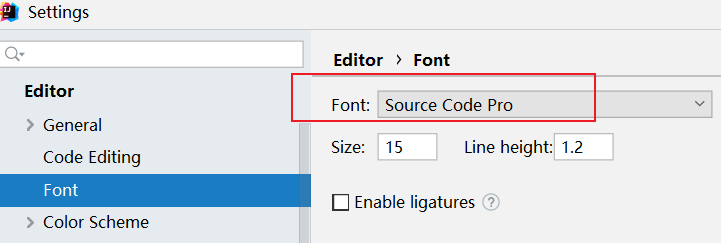 Settings
Editor
General
Code Editing
Font
Color Scheme
Editor › Font
Font: Source Code Pro
Size: 15 Line height: 1.2
Enable ligatures ?